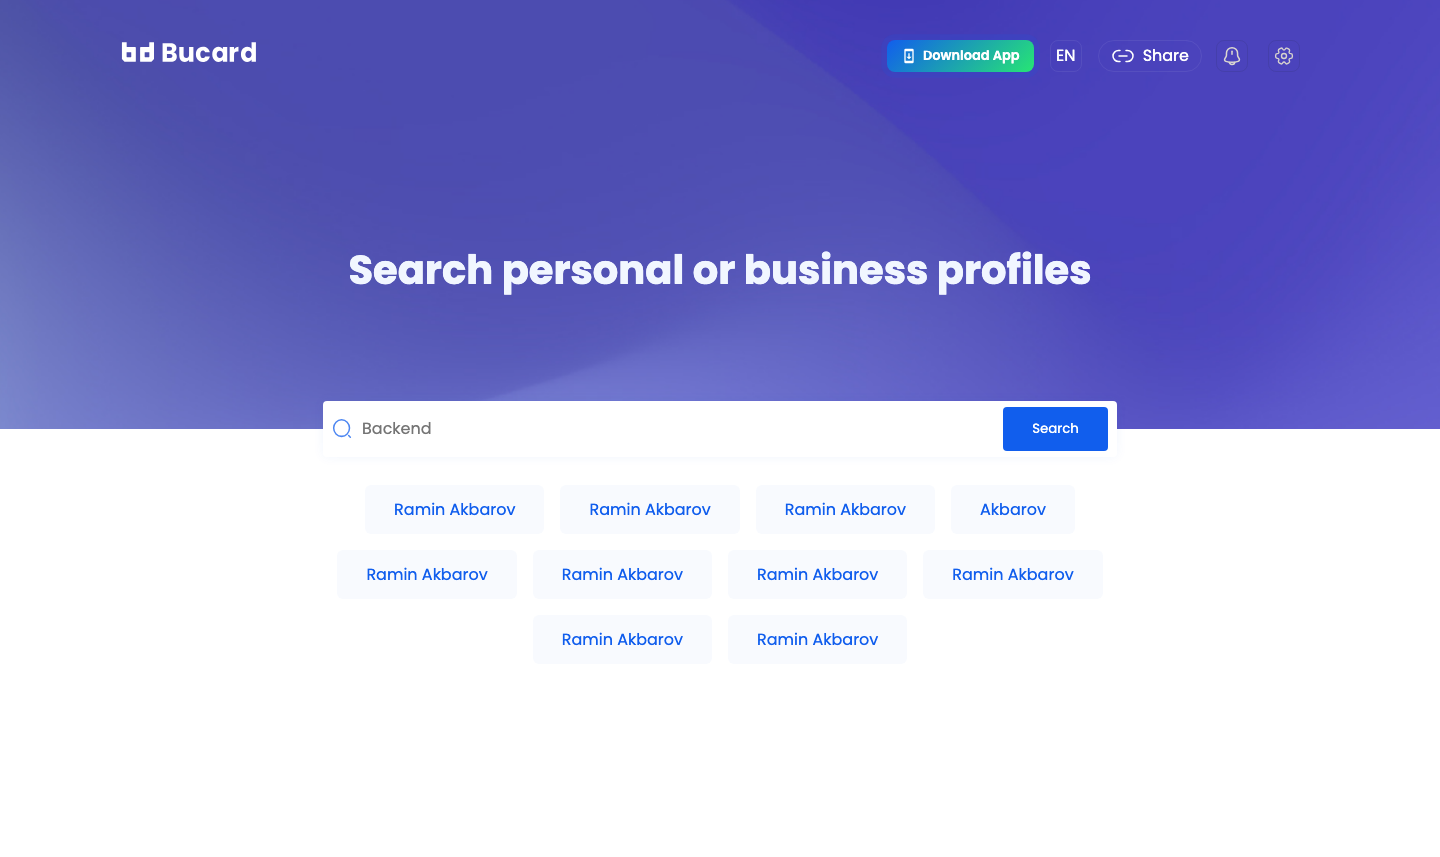 bd Bucard
Download App
EN
Share
Search personal or business profiles
Backend
Search
Ramin Akbarov
Ramin Akbarov
Ramin Akbarov
Akbarov
Ramin Akbarov
Ramin Akbarov
Ramin Akbarov
Ramin Akbarov
Ramin Akbarov
Ramin Akbarov